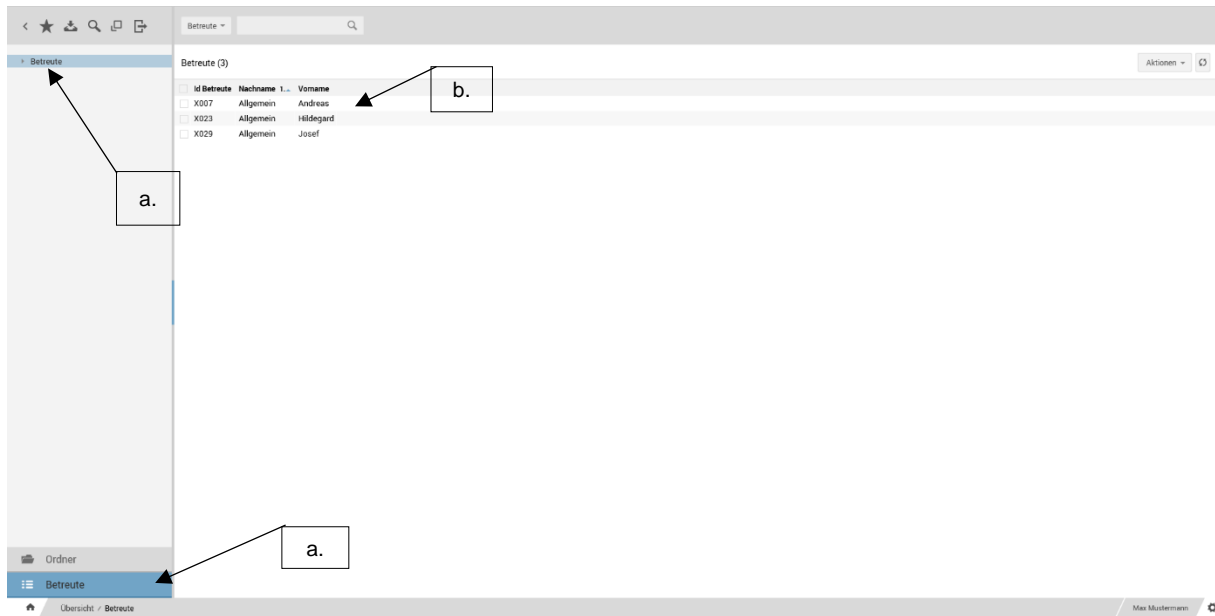 Betreute
Betreute
Betreute (3)
Aktionen
Id Betreute Nachname 1... Vorname
X007 Allgemein Andreas
X023 Allgemein Hildegard
X029 Allgemein Josef
b.
a.
a.
Ordner
Betreute
Übersicht / Betreute
Max Mustermann